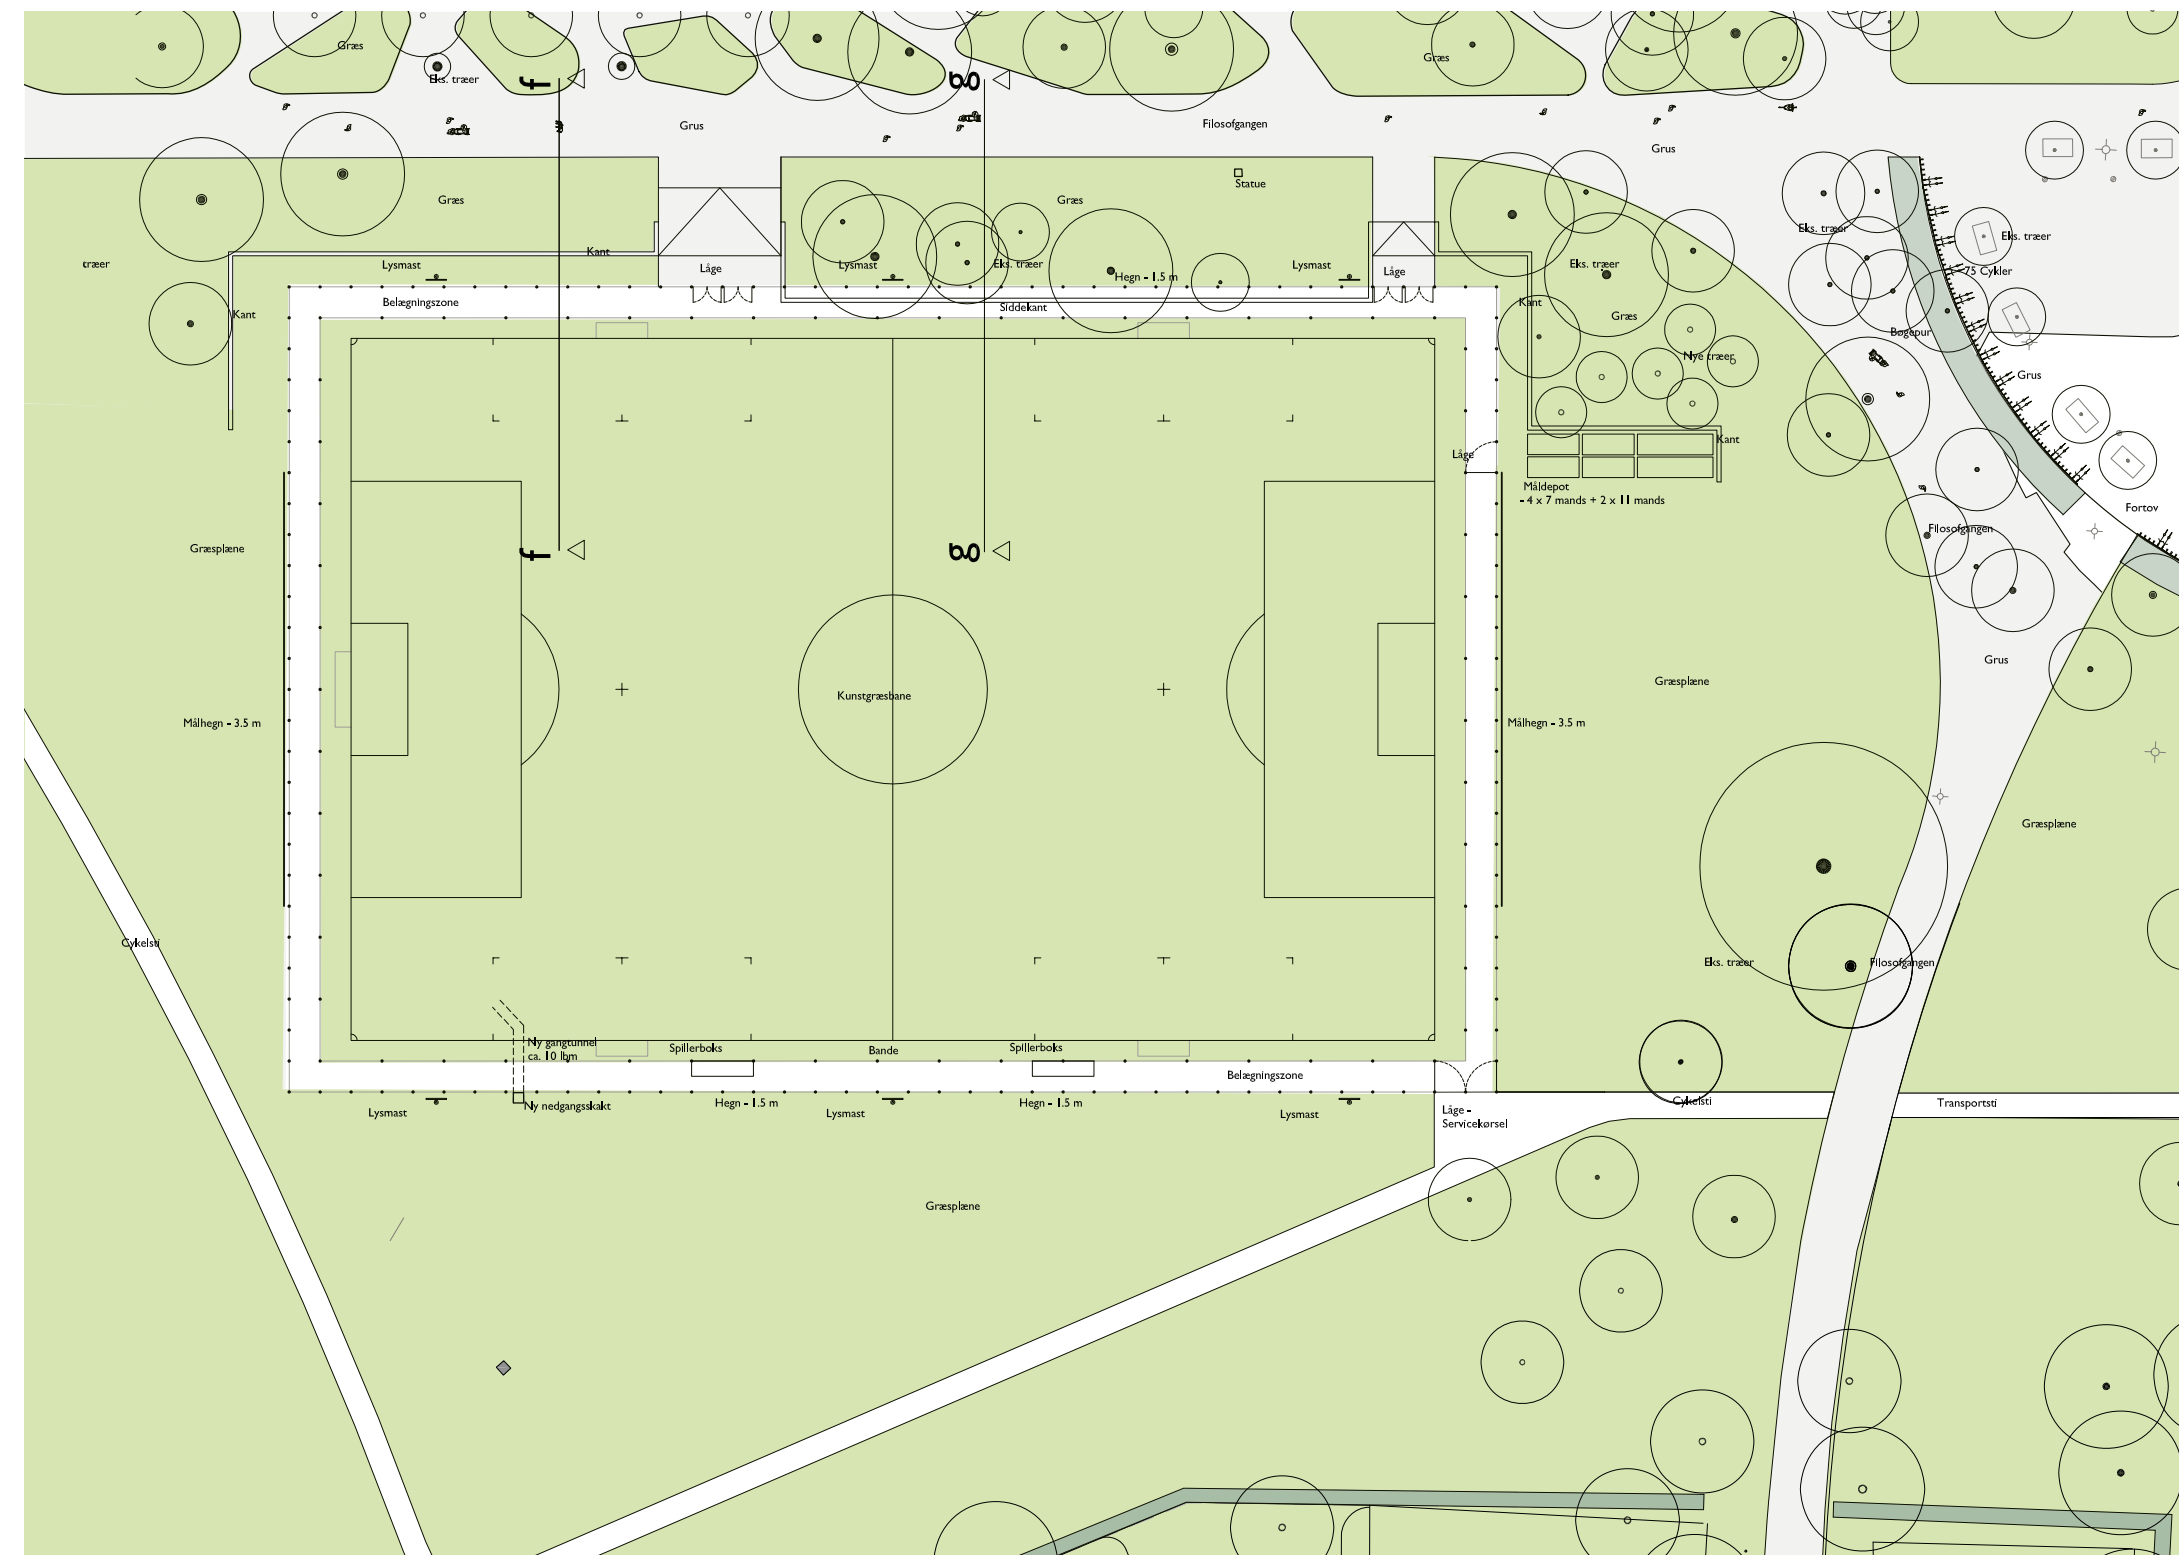 Græs
Eks. træer
f
g
Græs
Grus
Filosofgangen
Grus
Statue
Græs
Græs
Eks. træer
Eks. træer
75 Cykler
træer
Kant
Lysmast
Låge
Lysmast
Eks. træer
Hegn - 1.5 m
Lysmast
Låge
Eks. træer
Belægningszone
Siddekant
Kant
Kant
Græs
Bøgepur
Nye træer
Grus
Låge
Kant
Måldepot
- 4 x 7 mands + 2 x 11 mands
Fortov
Filosofgangen
f
g
Græsplæne
Grus
Græsplæne
Kunstgræsbane
Målhegn - 3.5 m
Målhegn - 3.5 m
Græsplæne
Cykelsti
Eks. træer
Filosofgangen
Ny gangtunnel
ca. 10 lbm
Spillerboks
Bande
Spillerboks
Belægningszone
Ny nedgangsskakt
Lysmast
Hegn - 1.5 m
Lysmast
Hegn - 1.5 m
Lysmast
Låge -
Servicekørsel
Cykelsti
Transportsti
Græsplæne